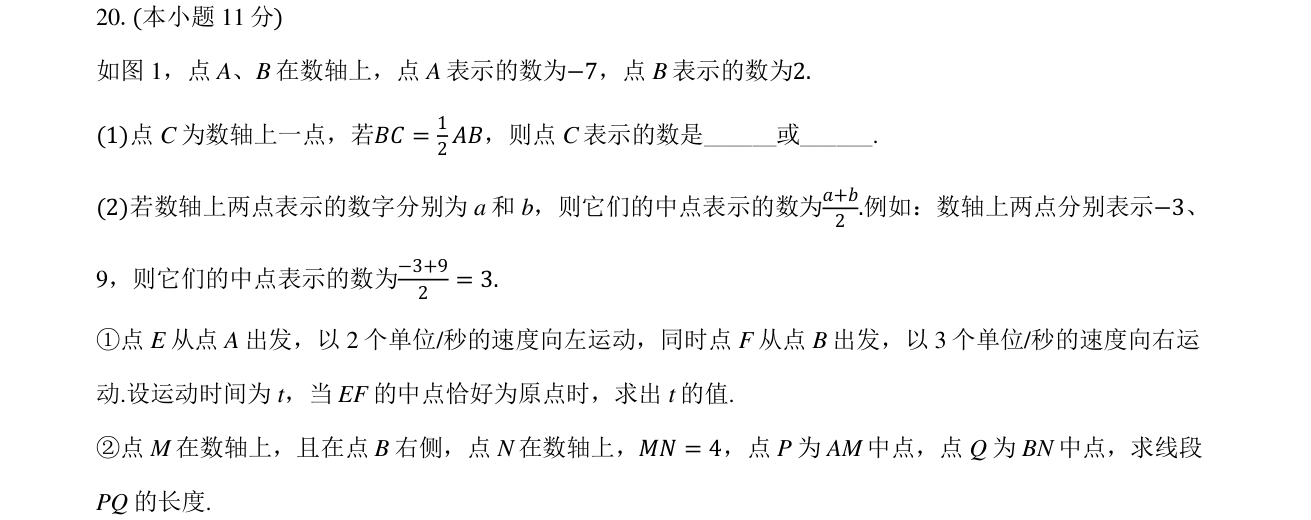 20. (本小题 11 分)
如图 1，点 A、B 在数轴上，点 A 表示的数为−7，点 B 表示的数为2.
(1)点 C 为数轴上一点，若BC = \frac{1}{2}AB，则点 C 表示的数是______或______.
(2)若数轴上两点表示的数字分别为 a 和 b，则它们的中点表示的数为\frac{a+b}{2}.例如：数轴上两点分别表示−3、
9，则它们的中点表示的数为\frac{−3+9}{2} = 3.
①点 E 从点 A 出发，以 2 个单位/秒的速度向左运动，同时点 F 从点 B 出发，以 3 个单位/秒的速度向右运
动.设运动时间为 t，当 EF 的中点恰好为原点时，求出 t 的值.
②点 M 在数轴上，且在点 B 右侧，点 N 在数轴上，MN = 4，点 P 为 AM 中点，点 Q 为 BN 中点，求线段
PQ 的长度.